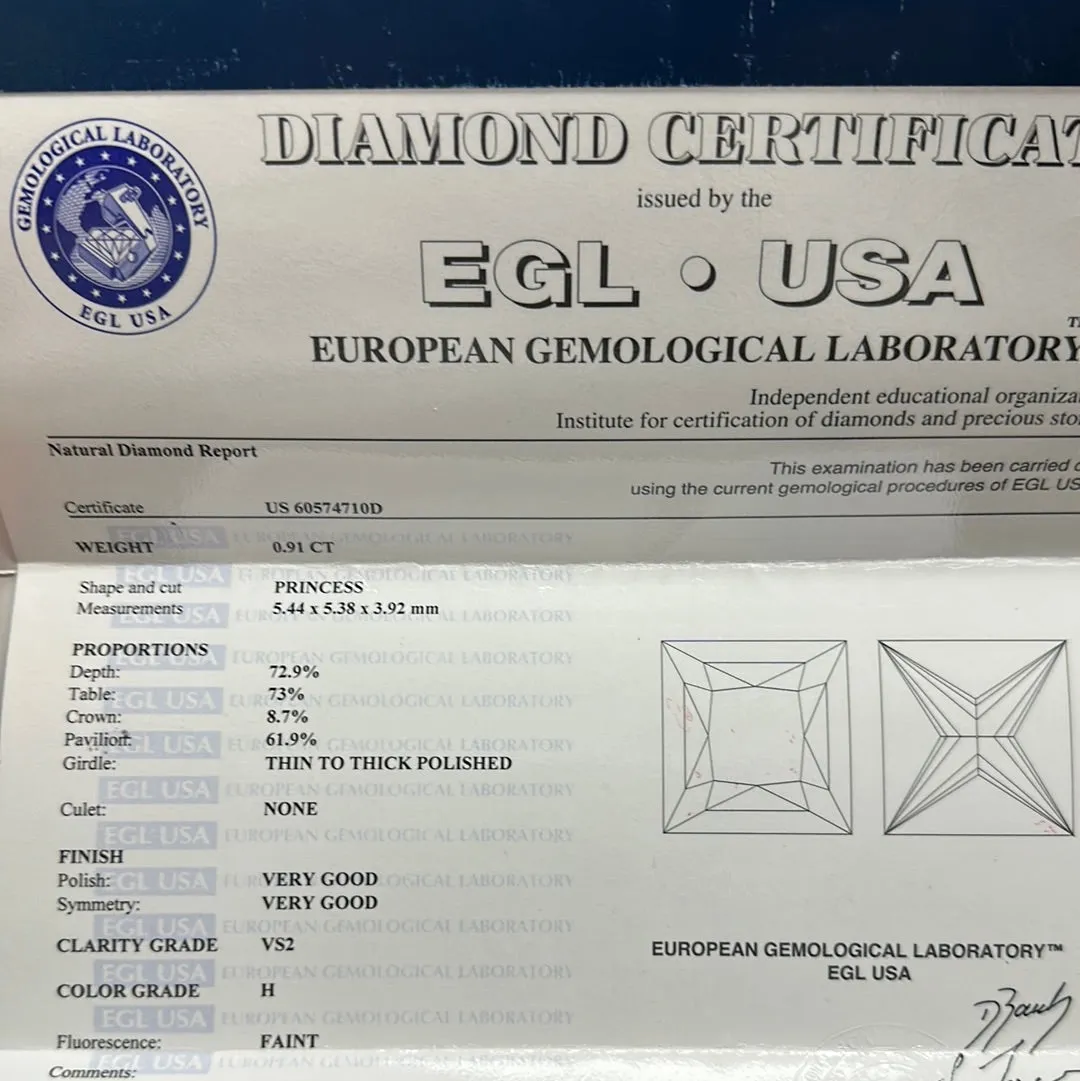 GEMOLOGICAL LABORATORY
EGL USA
DIAMOND CERTIFICAT
issued by the
EGL • USA
EUROPEAN GEMOLOGICAL LABORATORY
Independent educational organiza
Institute for certification of diamonds and precious sto
Natural Diamond Report
This examination has been carried
using the current gemological procedures of EGL US
Certificate US 60574710D
WEIGHT 0.91 CT
Shape and cut PRINCESS
Measurements 5.44 x 5.38 x 3.92 mm
PROPORTIONS
Depth: 72.9%
Table: 73%
Crown: 8.7%
Pavilion: 61.9%
Girdle: THIN TO THICK POLISHED
Culet: NONE
FINISH
Polish: VERY GOOD
Symmetry: VERY GOOD
CLARITY GRADE VS2
COLOR GRADE H
Fluorescence: FAINT
Comments:
EUROPEAN GEMOLOGICAL LABORATORY™
EGL USA